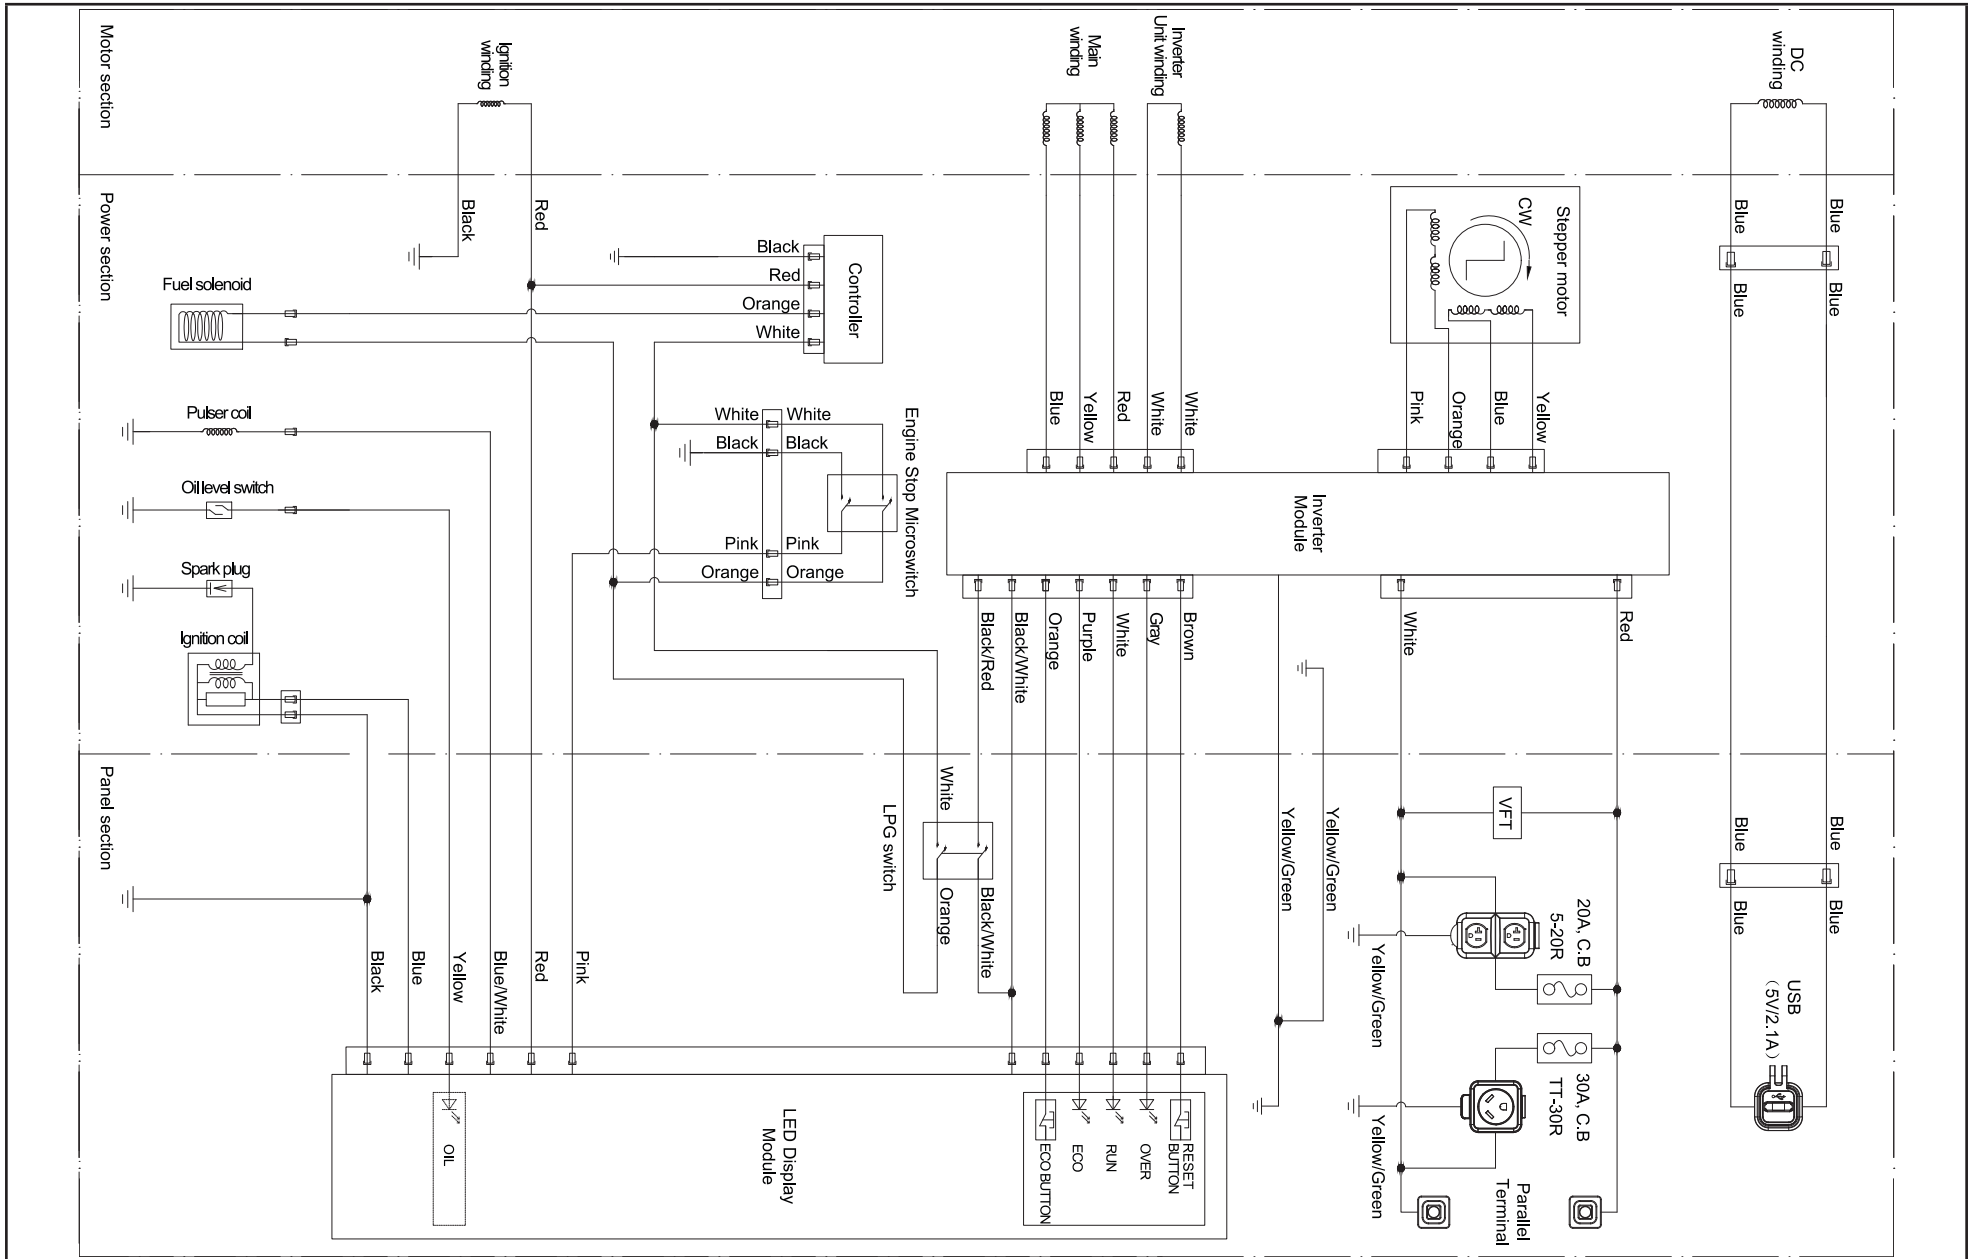 Motor section
Ignition
winding
Main
winding
Inverter
Unit winding
DC
winding
Power section
Black
Red
Fuel solenoid
Black
Red
Orange
White
Controller
Stepper motor
CW
Blue
Blue
Blue
Blue
Pulser coil
White
White
Black
Black
Engine Stop Microswitch
Blue
Yellow
Red
White
White
Pink
Orange
Blue
Yellow
Oil level switch
Inverter
Module
Pink
Pink
Orange
Orange
Spark plug
Ignition coil
Black/Red
Black/White
Orange
Purple
White
Gray
Brown
White
Red
Panel section
White
LPG switch
Orange
Black/White
Yellow/Green
Yellow/Green
VFT
Blue
Blue
Blue
Blue
20A, C.B
5-20R
Yellow/Green
USB
(5V/2.1A)
Black
Blue
Yellow
Blue/White
Red
Pink
30A, C.B
TT-30R
Yellow/Green
LED Display
Module
OIL
ECO BUTTON
ECO
RUN
OVER
RESET
BUTTON
Parallel
Terminal